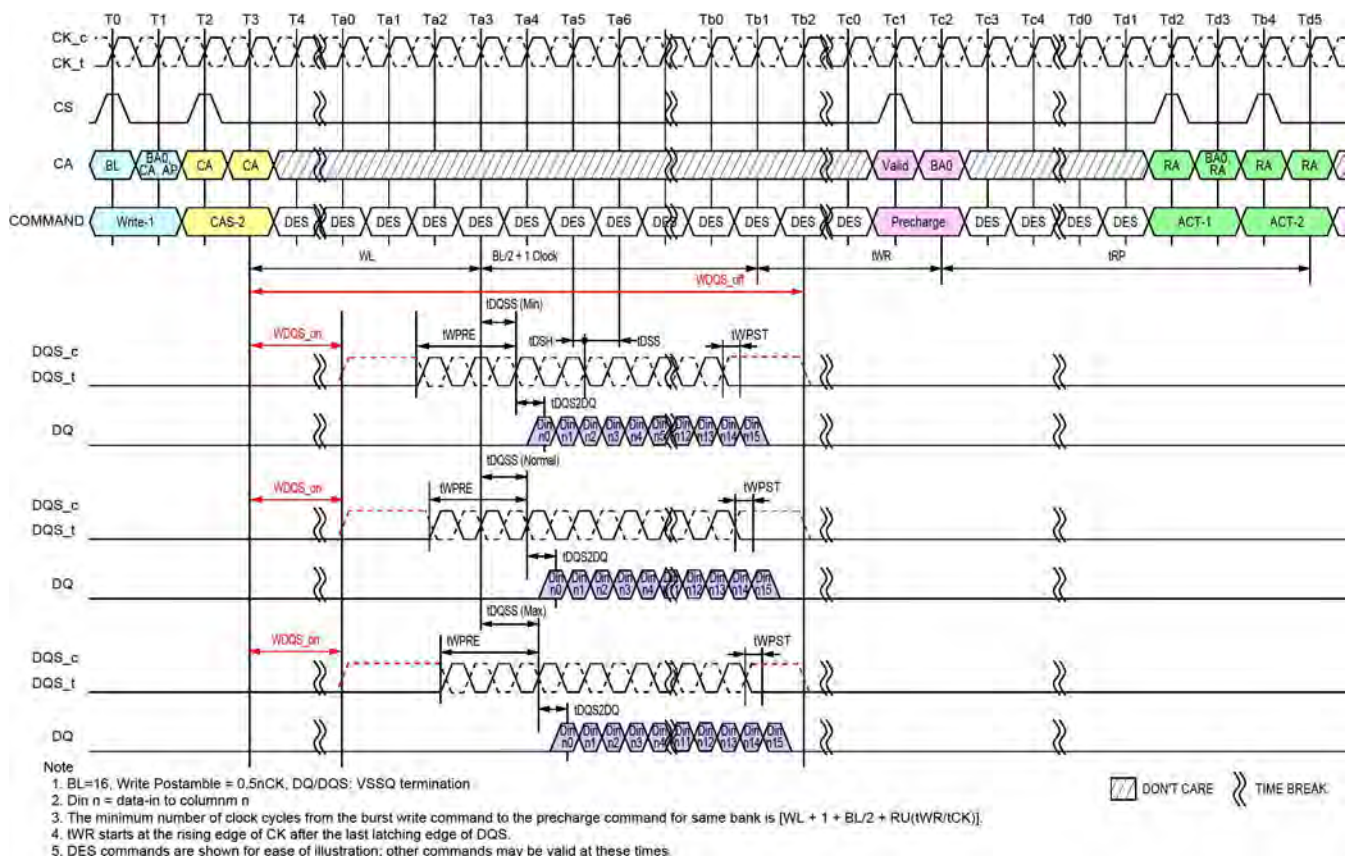 T0 T1 T2 T3 T4 Ta0 Ta1 Ta2 Ta3 Ta4 Ta5 Ta6 Tb0 Tb1 Tb2 Tc0 Tc1 Tc2 Tc3 Tc4 Td0 Td1 Td2 Td3 Tb4 Td5
CK_c
CK_t
CS
CA BL BA0, CA, AP CA CA Valid BA0 RA BA0, RA RA RA
COMMAND Write-1 CAS-2 DES DES DES DES DES DES DES DES DES DES DES DES DES Precharge DES DES DES DES ACT-1 ACT-2
WL BL/2 + 1 Clock tWR tRP
WDQS_off
tDQSS (Min)
WDQS_on tWPRE tDSH tDSS tWPST
DQS_c
DQS_t
tDQS2DQ
DQ Din n0 Din n1 Din n2 Din n3 Din n4 Din n5 Din n12 Din n13 Din n14 Din n15
tDQSS (Normal)
WDQS_on tWPRE tWPST
DQS_c
DQS_t
tDQS2DQ
DQ Din n0 Din n1 Din n2 Din n3 Din n4 Din n12 Din n13 Din n14 Din n15
tDQSS (Max)
WDQS_on tWPRE tWPST
DQS_c
DQS_t
tDQS2DQ
DQ Din n0 Din n1 Din n2 Din n3 Din n4 Din n11 Din n12 Din n13 Din n14 Din n15
Note
1. BL=16, Write Postamble = 0.5nCK, DQ/DQS: VSSQ termination
2. Din n = data-in to columnm n
3. The minimum number of clock cycles from the burst write command to the precharge command for same bank is [WL + 1 + BL/2 + RU(tWR/tCK)].
4. tWR starts at the rising edge of CK after the last latching edge of DQS.
5. DES commands are shown for ease of illustration; other commands may be valid at these times.
DON'T CARE TIME BREAK